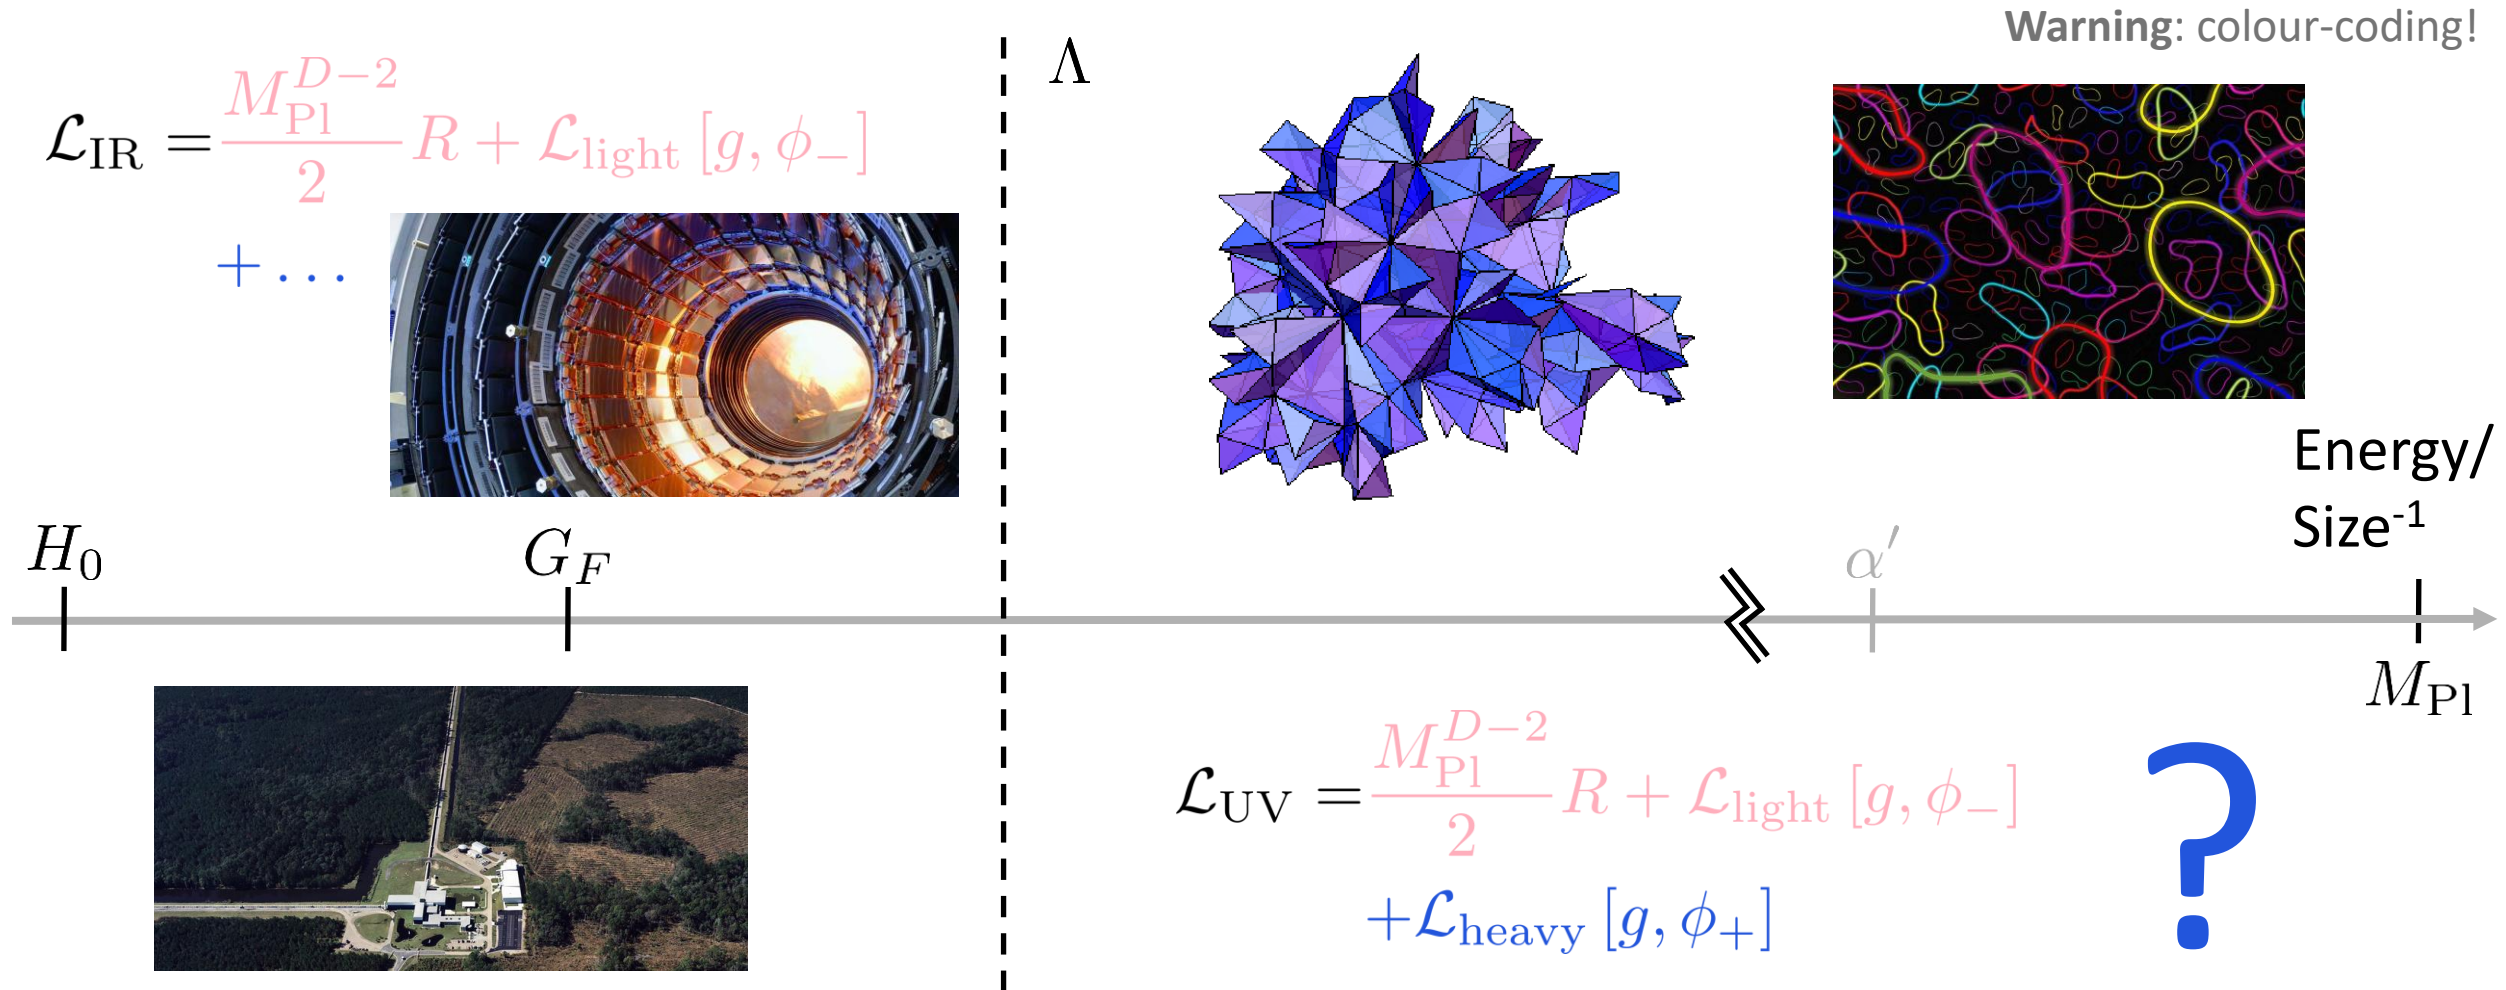 Warning: colour-coding!
Λ
ℒ_IR = M_Pl^{D−2}/2 R + ℒ_light [g, ϕ_−]
+ ...
Energy/
Size⁻¹
H₀
G_F
α′
M_Pl
ℒ_UV = M_Pl^{D−2}/2 R + ℒ_light [g, ϕ_−]
+ℒ_heavy [g, ϕ_+]
?